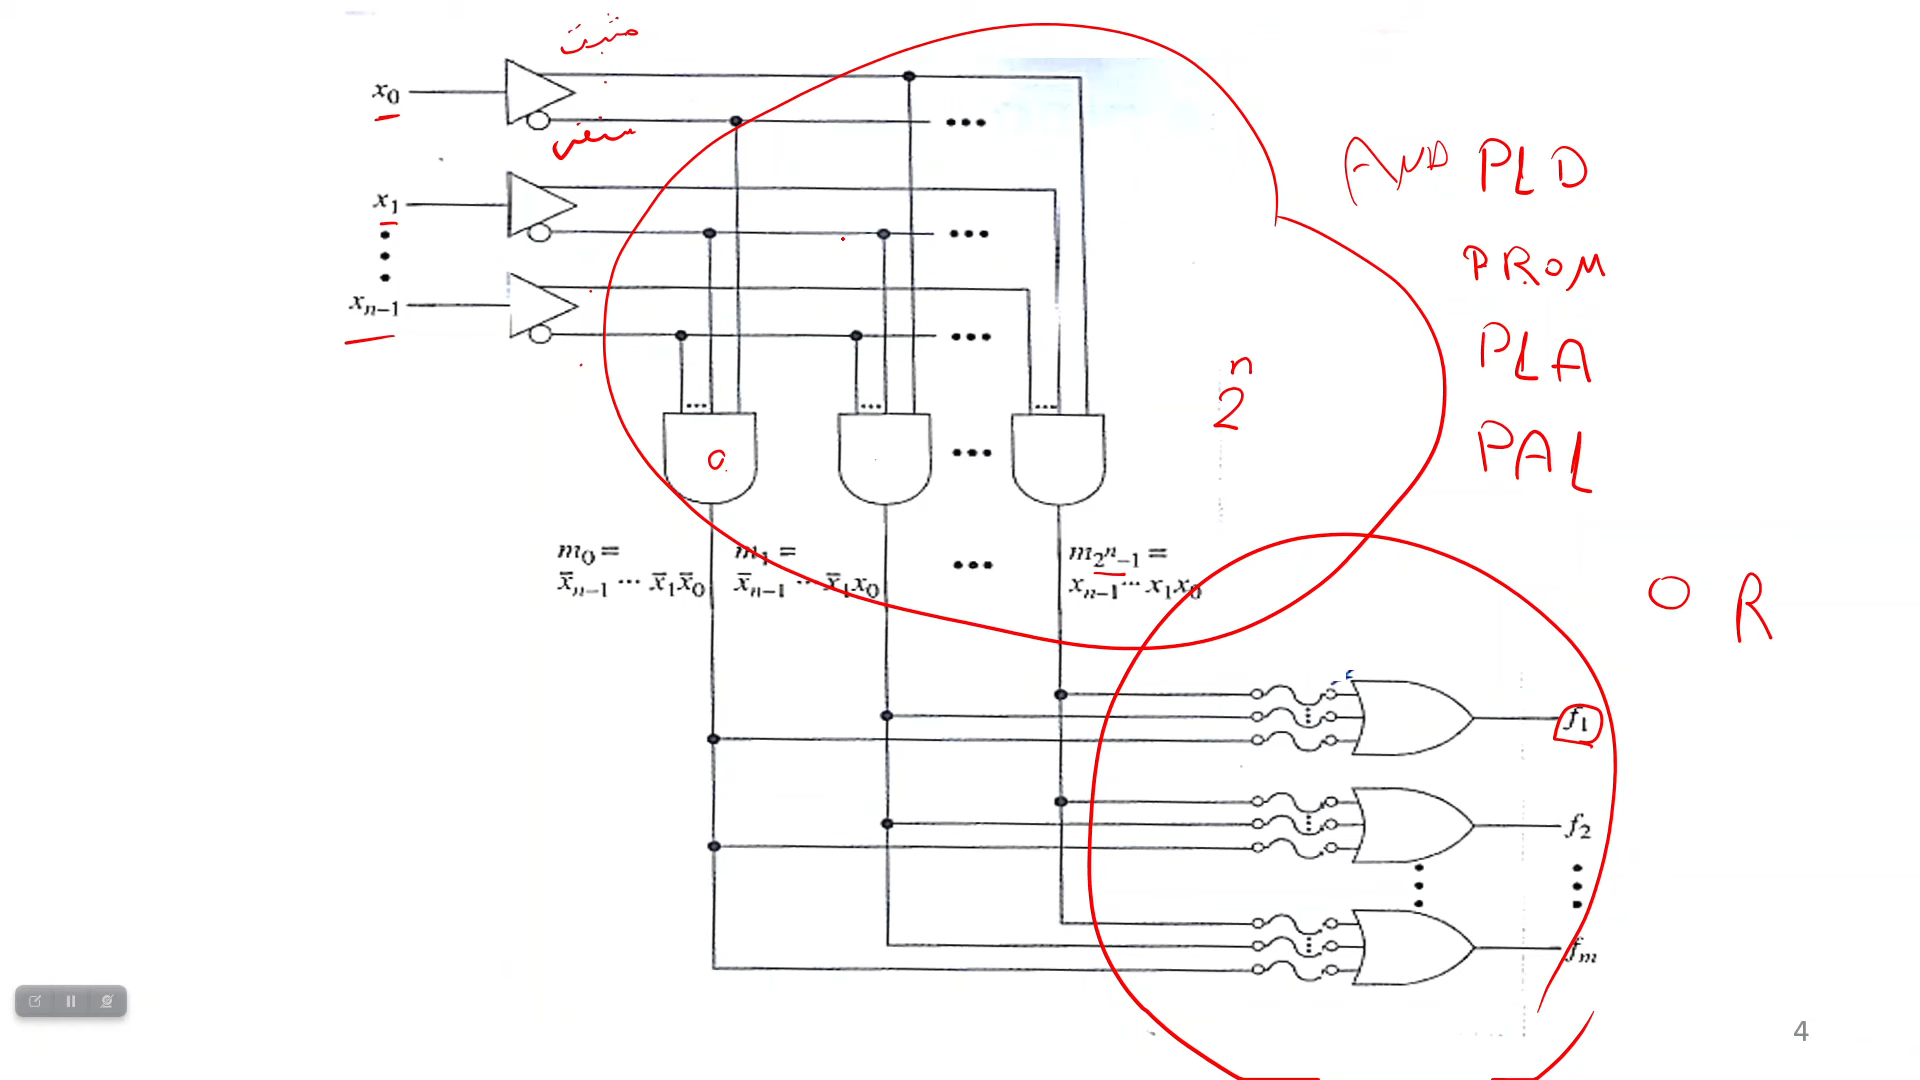 مثبت
x₀
منفی
x₁
xₙ₋₁
AND PLD
PROM
PLA
PAL
2ⁿ
0
m₀ =
x̅ₙ₋₁ ··· x̅₁x̅₀
m₁ =
x̅ₙ₋₁ ··· x̅₁x₀
m₂ⁿ₋₁ =
xₙ₋₁ ··· x₁x₀
OR
f₁
f₂
fₘ
4